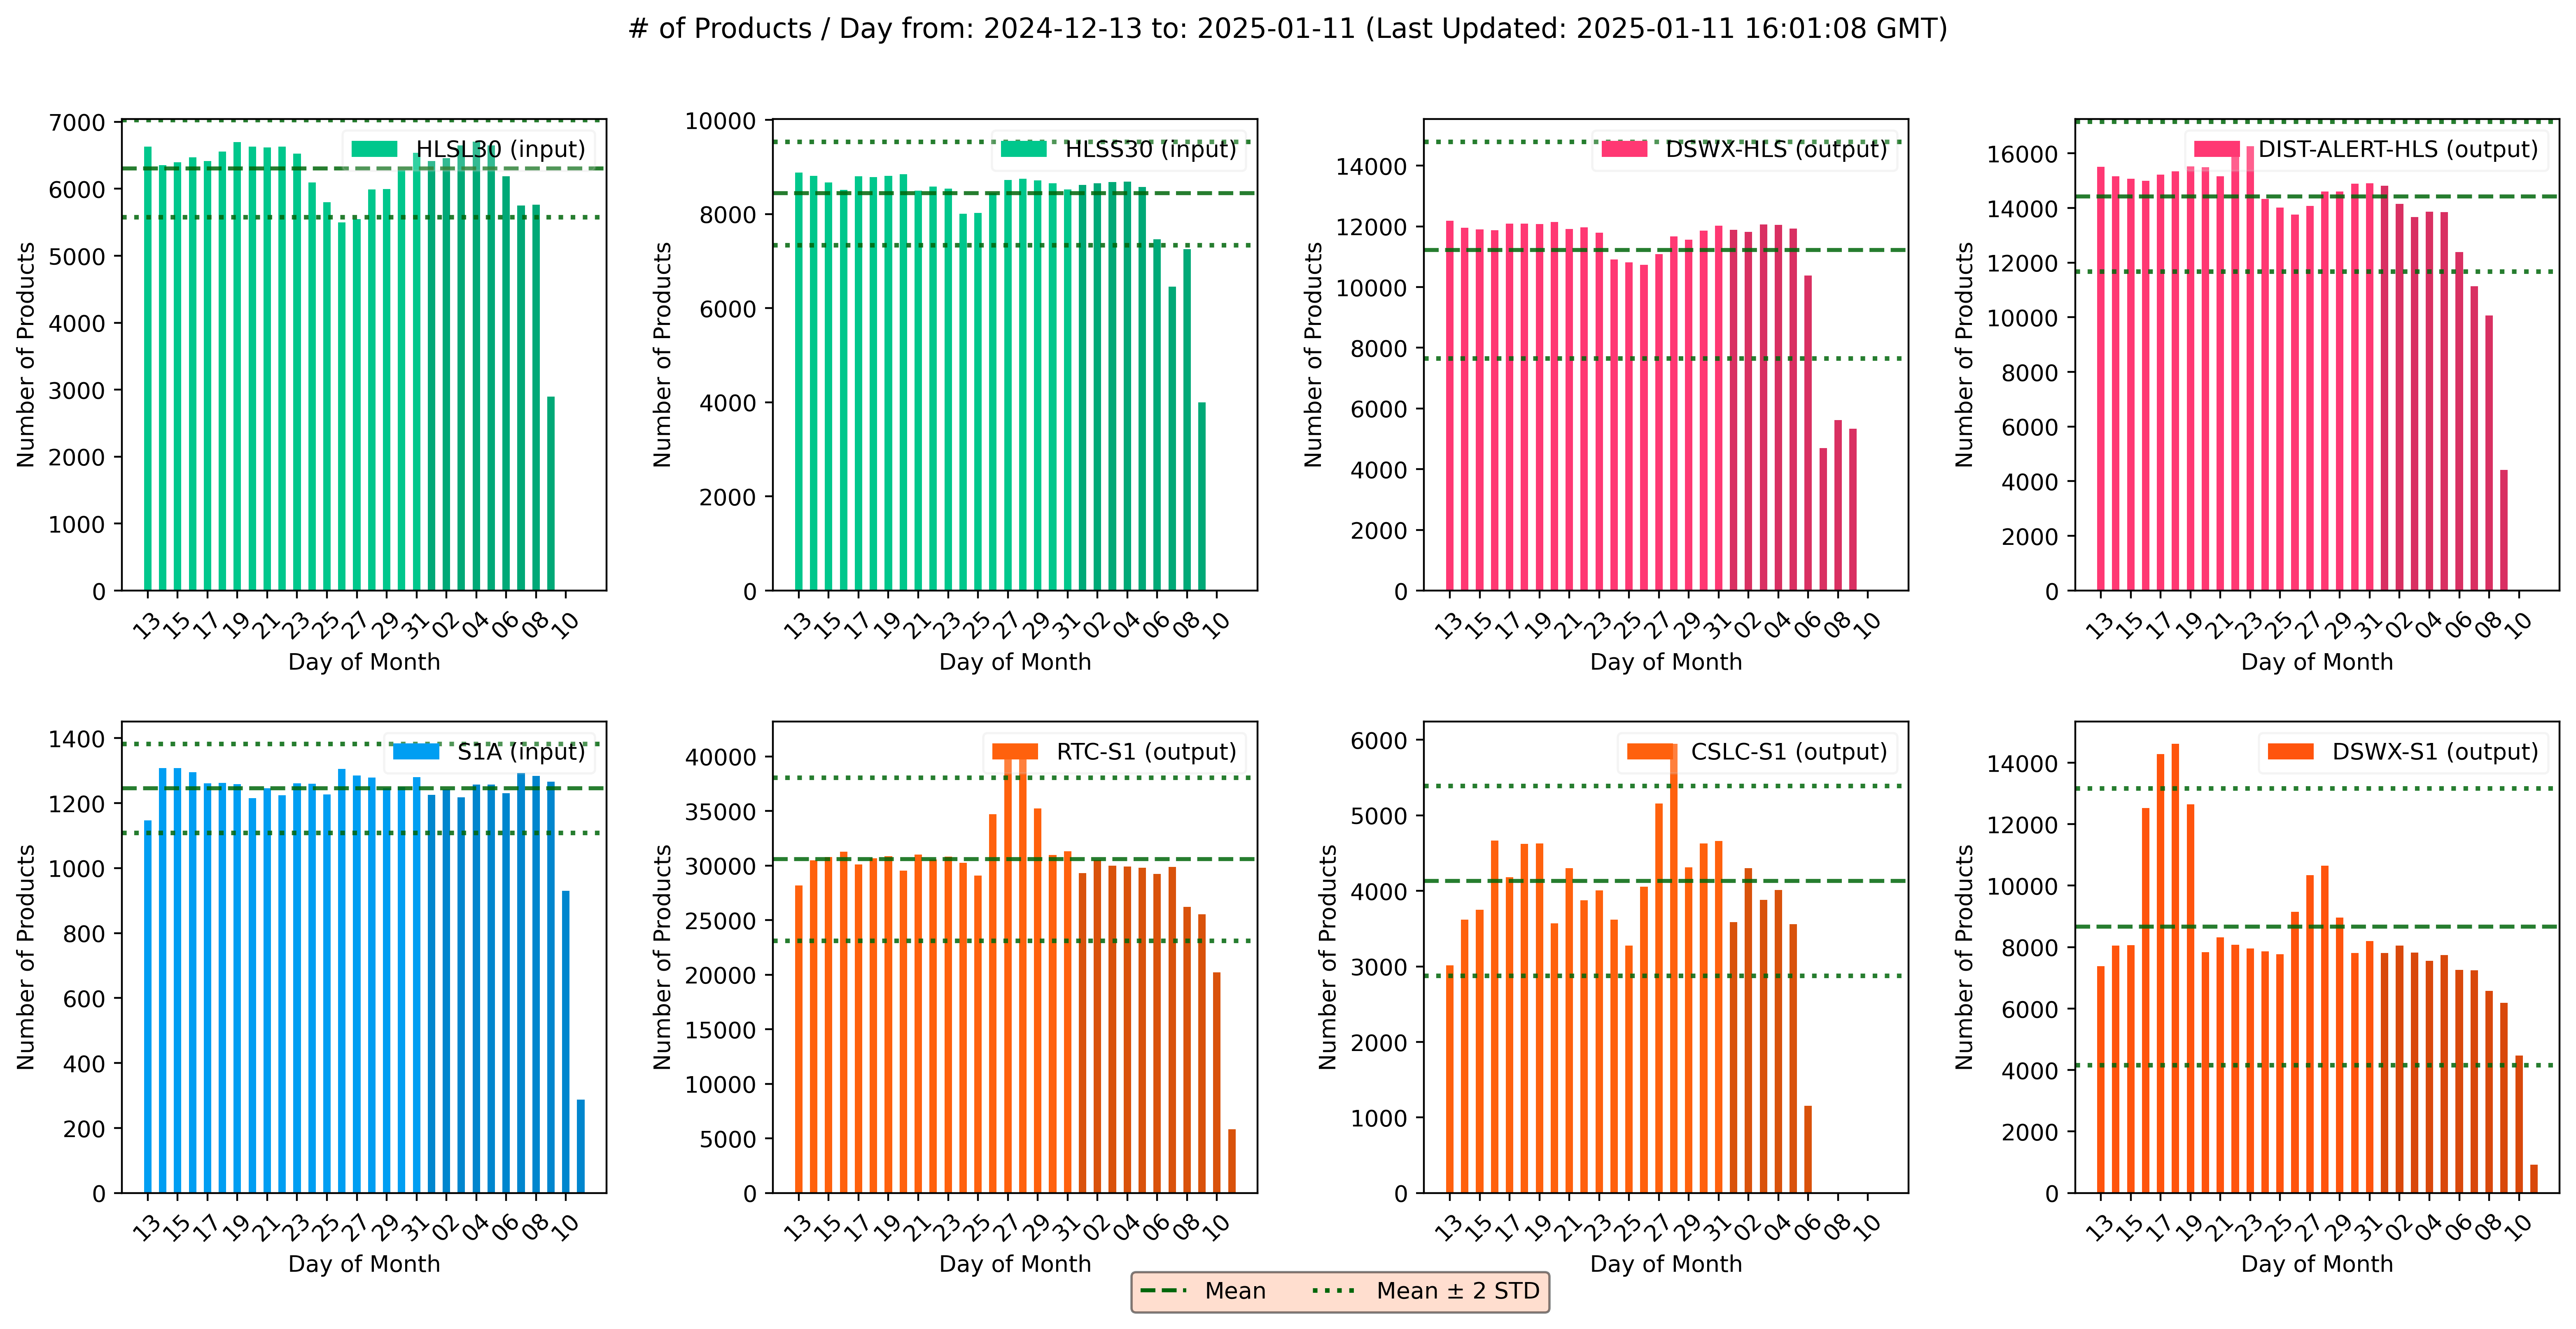 # of Products / Day from: 2024-12-13 to: 2025-01-11 (Last Updated: 2025-01-11 16:01:08 GMT)
Number of Products
7000
6000
5000
4000
3000
2000
1000
0
HLSL30 (input)
13 15 17 19 21 23 25 27 29 31 02 04 06 08 10
Day of Month
Number of Products
10000
8000
6000
4000
2000
0
HLSS30 (input)
13 15 17 19 21 23 25 27 29 31 02 04 06 08 10
Day of Month
Number of Products
14000
12000
10000
8000
6000
4000
2000
0
DSWX-HLS (output)
13 15 17 19 21 23 25 27 29 31 02 04 06 08 10
Day of Month
Number of Products
16000
14000
12000
10000
8000
6000
4000
2000
0
DIST-ALERT-HLS (output)
13 15 17 19 21 23 25 27 29 31 02 04 06 08 10
Day of Month
Number of Products
1400
1200
1000
800
600
400
200
0
S1A (input)
13 15 17 19 21 23 25 27 29 31 02 04 06 08 10
Day of Month
Number of Products
40000
35000
30000
25000
20000
15000
10000
5000
0
RTC-S1 (output)
13 15 17 19 21 23 25 27 29 31 02 04 06 08 10
Day of Month
Number of Products
6000
5000
4000
3000
2000
1000
0
CSLC-S1 (output)
13 15 17 19 21 23 25 27 29 31 02 04 06 08 10
Day of Month
Number of Products
14000
12000
10000
8000
6000
4000
2000
0
DSWX-S1 (output)
13 15 17 19 21 23 25 27 29 31 02 04 06 08 10
Day of Month
Mean
Mean ± 2 STD